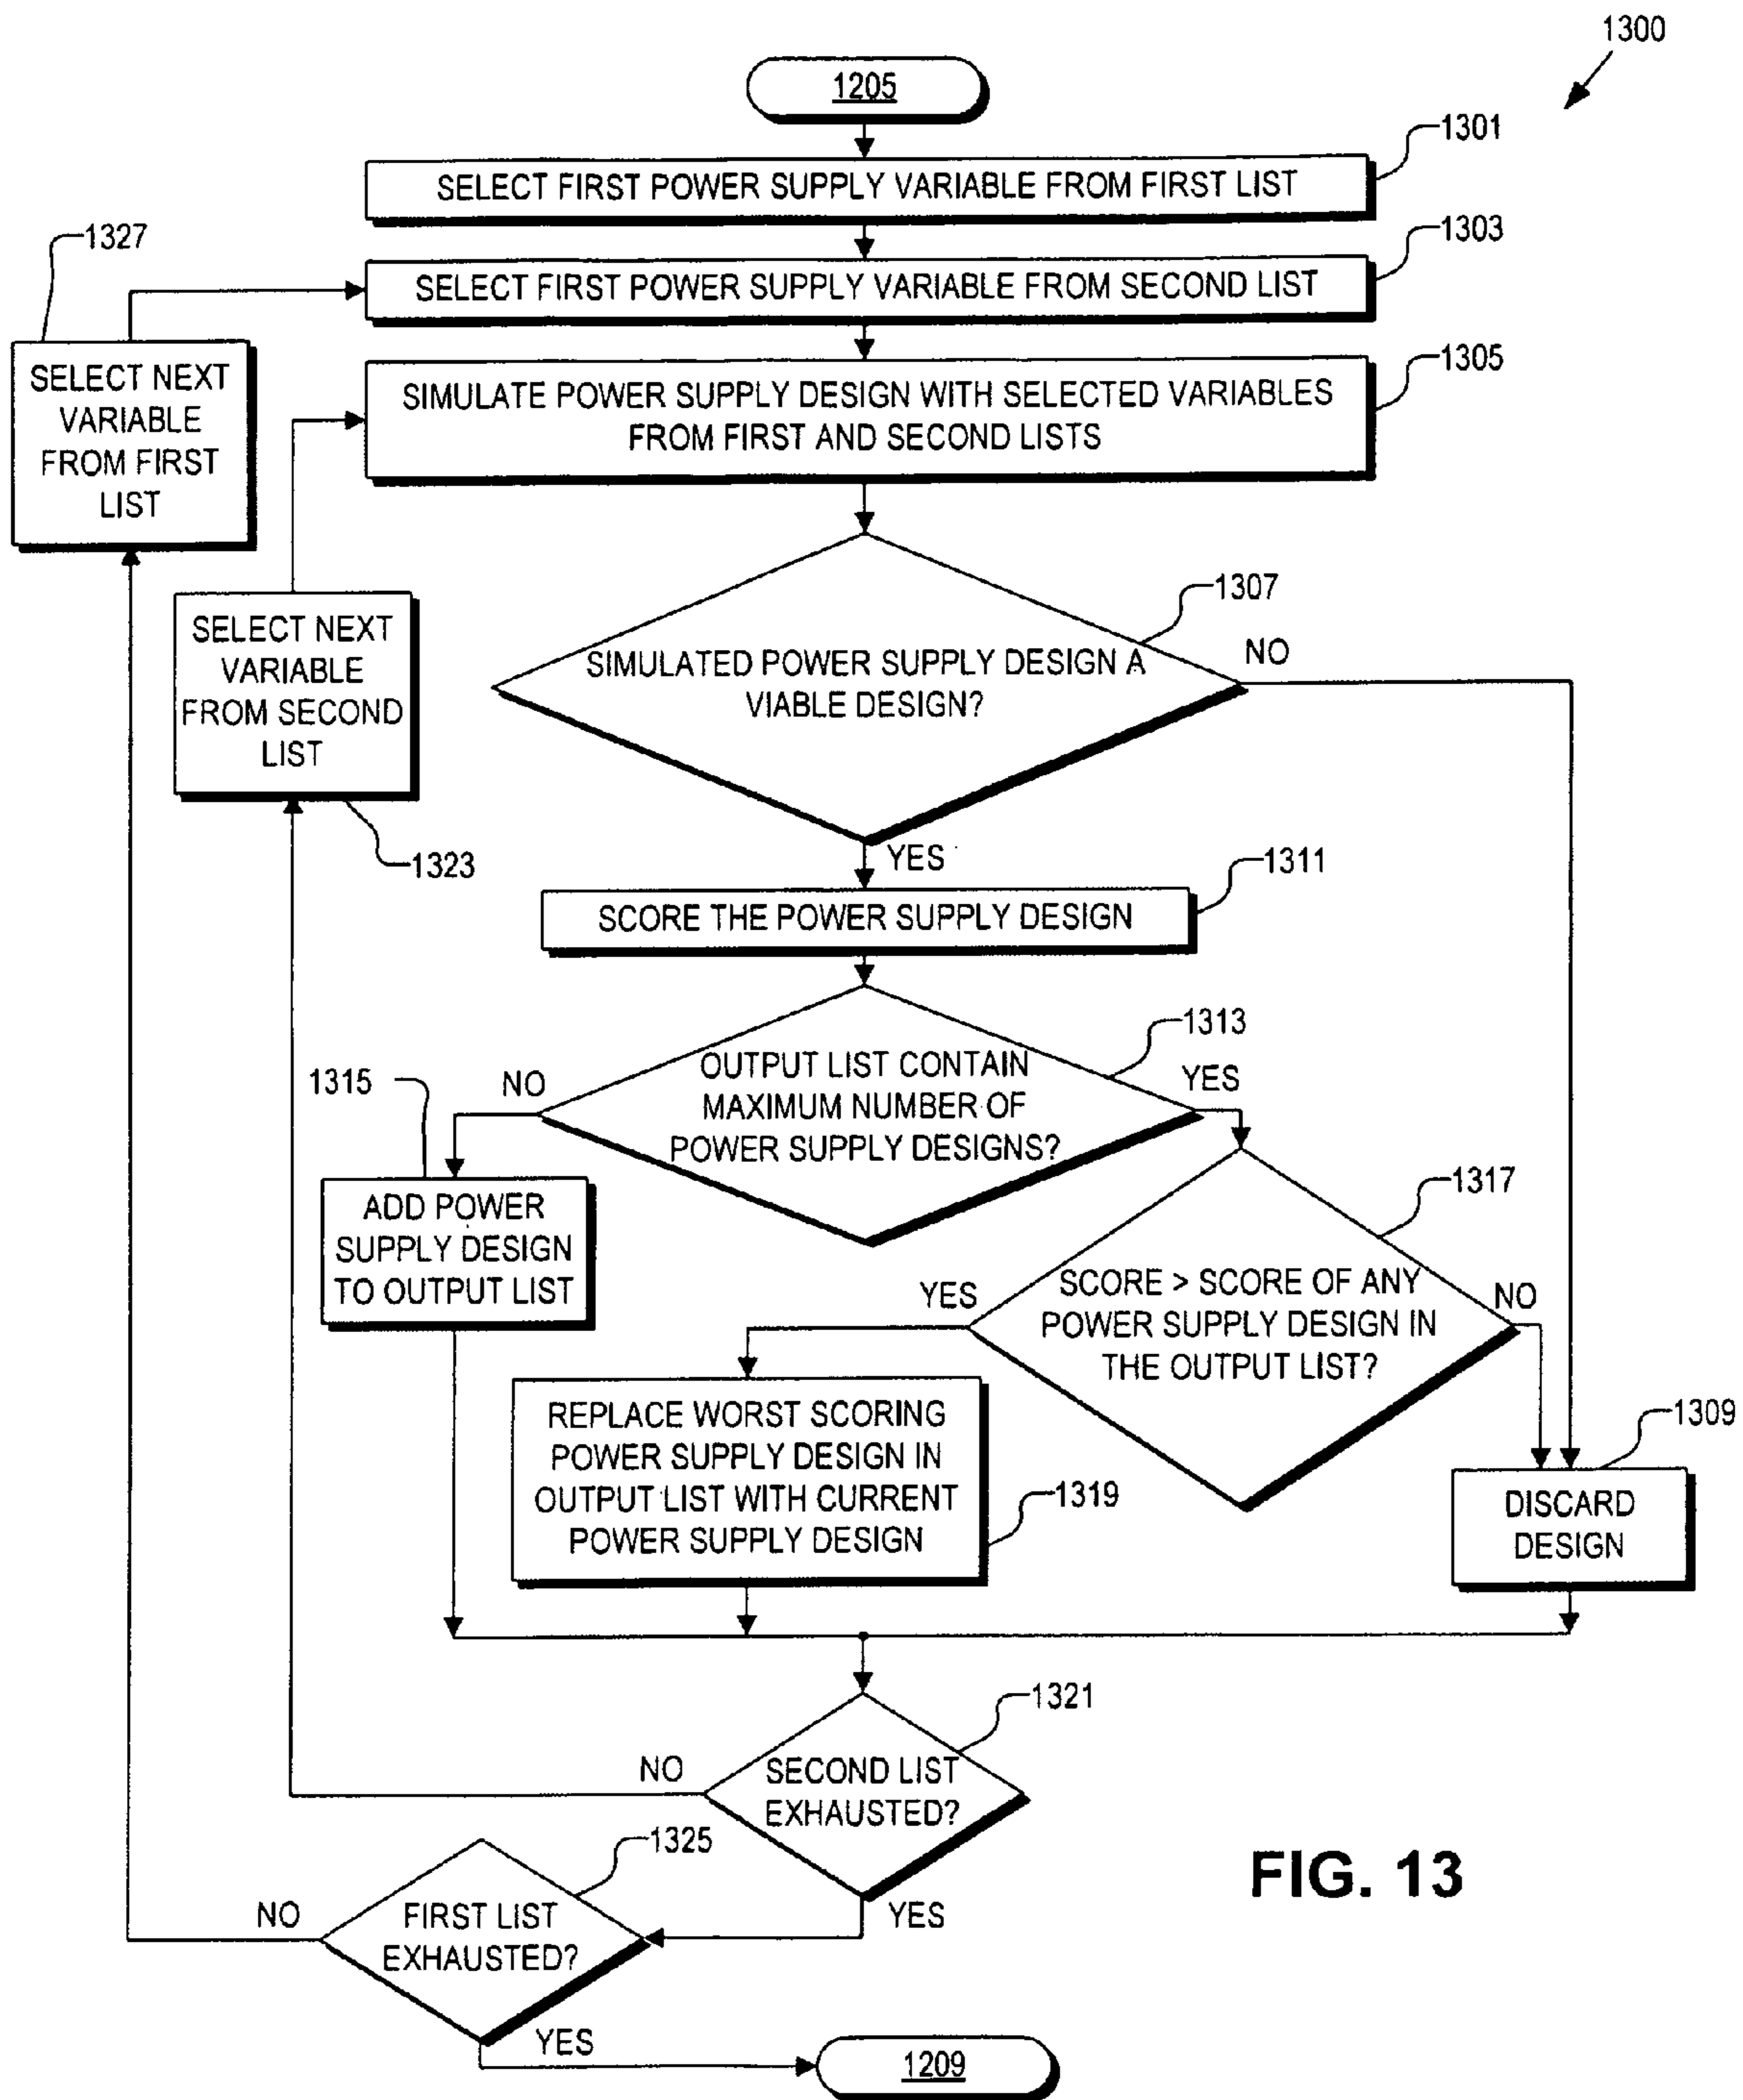 1300
1205
1301
SELECT FIRST POWER SUPPLY VARIABLE FROM FIRST LIST
1303
SELECT FIRST POWER SUPPLY VARIABLE FROM SECOND LIST
1327
SELECT NEXT
VARIABLE
FROM FIRST
LIST
1305
SIMULATE POWER SUPPLY DESIGN WITH SELECTED VARIABLES
FROM FIRST AND SECOND LISTS
1307
SIMULATED POWER SUPPLY DESIGN A
VIABLE DESIGN?
NO
SELECT NEXT
VARIABLE
FROM SECOND
LIST
1323
YES
1311
SCORE THE POWER SUPPLY DESIGN
1313
OUTPUT LIST CONTAIN
MAXIMUM NUMBER OF
POWER SUPPLY DESIGNS?
NO
YES
1315
ADD POWER
SUPPLY DESIGN
TO OUTPUT LIST
1317
SCORE > SCORE OF ANY
POWER SUPPLY DESIGN IN
THE OUTPUT LIST?
YES
NO
REPLACE WORST SCORING
POWER SUPPLY DESIGN IN
OUTPUT LIST WITH CURRENT
POWER SUPPLY DESIGN
1319
1309
DISCARD
DESIGN
1321
SECOND LIST
EXHAUSTED?
NO
YES
1325
FIRST LIST
EXHAUSTED?
NO
YES
1209
FIG. 13